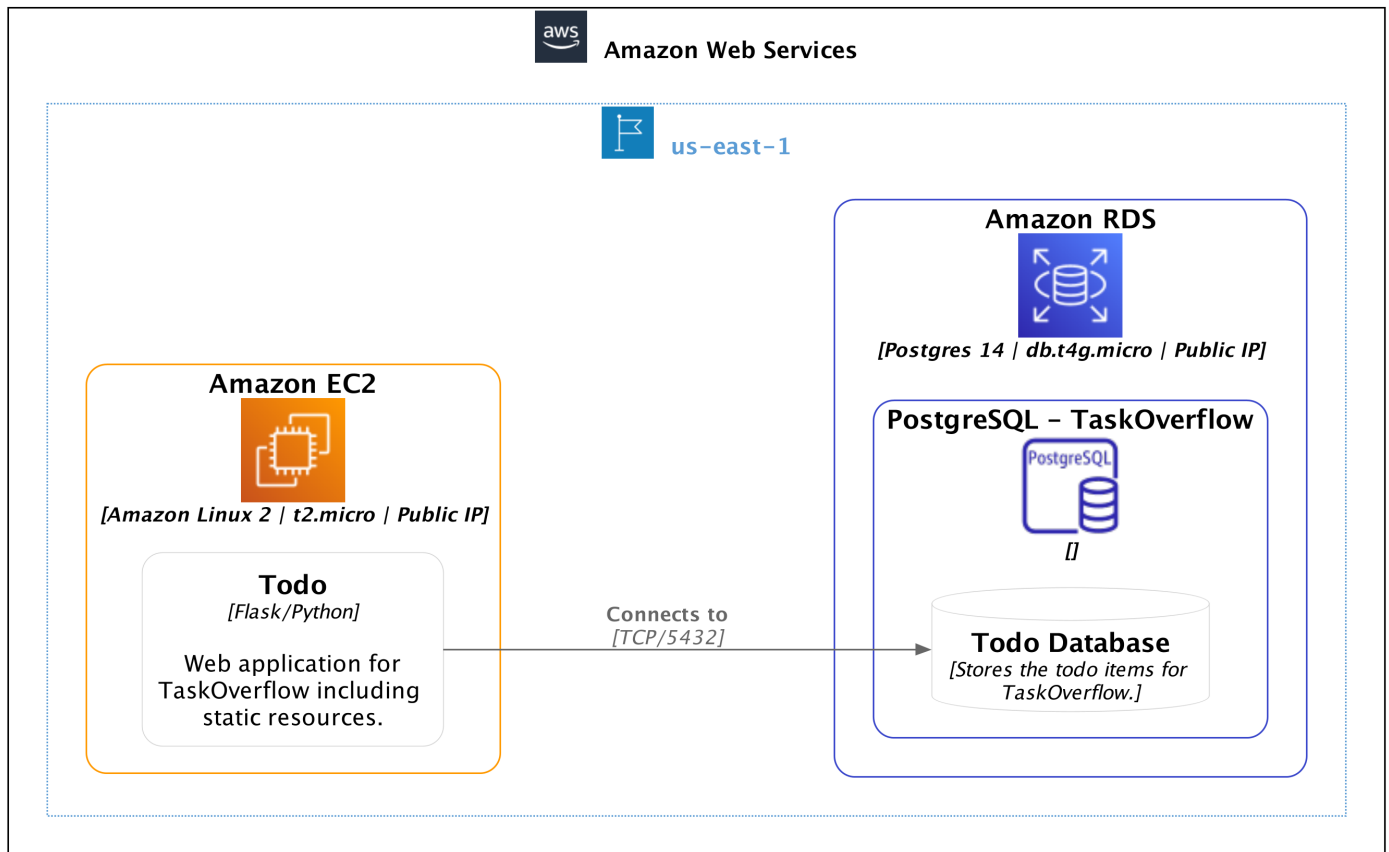 aws
Amazon Web Services
us-east-1
Amazon RDS
[Postgres 14 | db.t4g.micro | Public IP]
Amazon EC2
[Amazon Linux 2 | t2.micro | Public IP]
PostgreSQL - TaskOverflow
PostgreSQL
[]
Todo
[Flask/Python]
Web application for
TaskOverflow including
static resources.
Connects to
[TCP/5432]
Todo Database
[Stores the todo items for
TaskOverflow.]